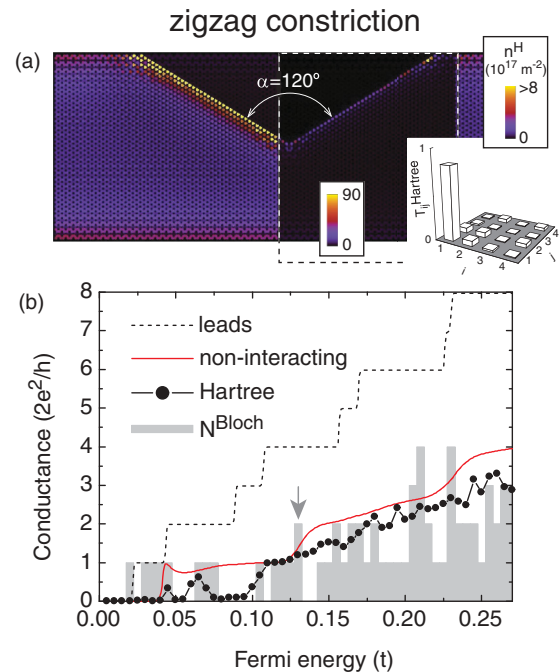 zigzag constriction
(a)
α=120º
n^H
(10^17 m^-2)
>8
0
90
0
T_ij Hartree
1
0
1
2
3
4
i
1
2
3
4
j
(b)
Conductance (2e²/h)
8
7
6
5
4
3
2
1
0
leads
non-interacting
Hartree
N^Bloch
0.00 0.05 0.10 0.15 0.20 0.25
Fermi energy (t)